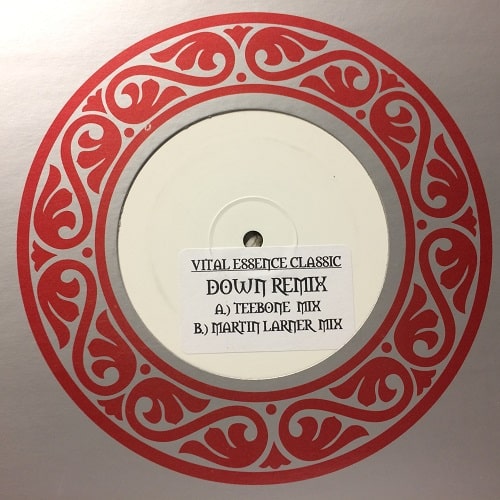 VITAL ESSENCE CLASSIC
DOWN REMIX
A.) TEEBONE MIX
B.) MARTIN LARNER MIX